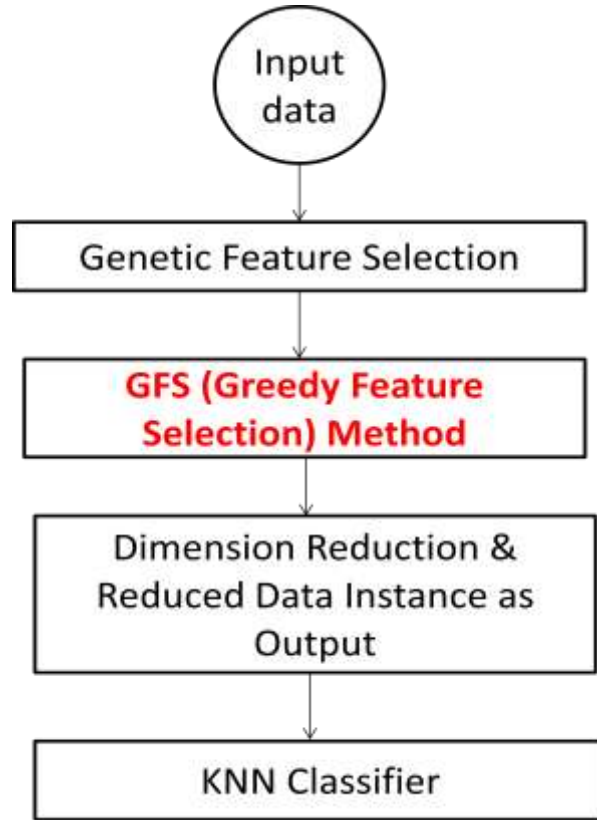 Input
data
Genetic Feature Selection
GFS (Greedy Feature
Selection) Method
Dimension Reduction &
Reduced Data Instance as
Output
KNN Classifier